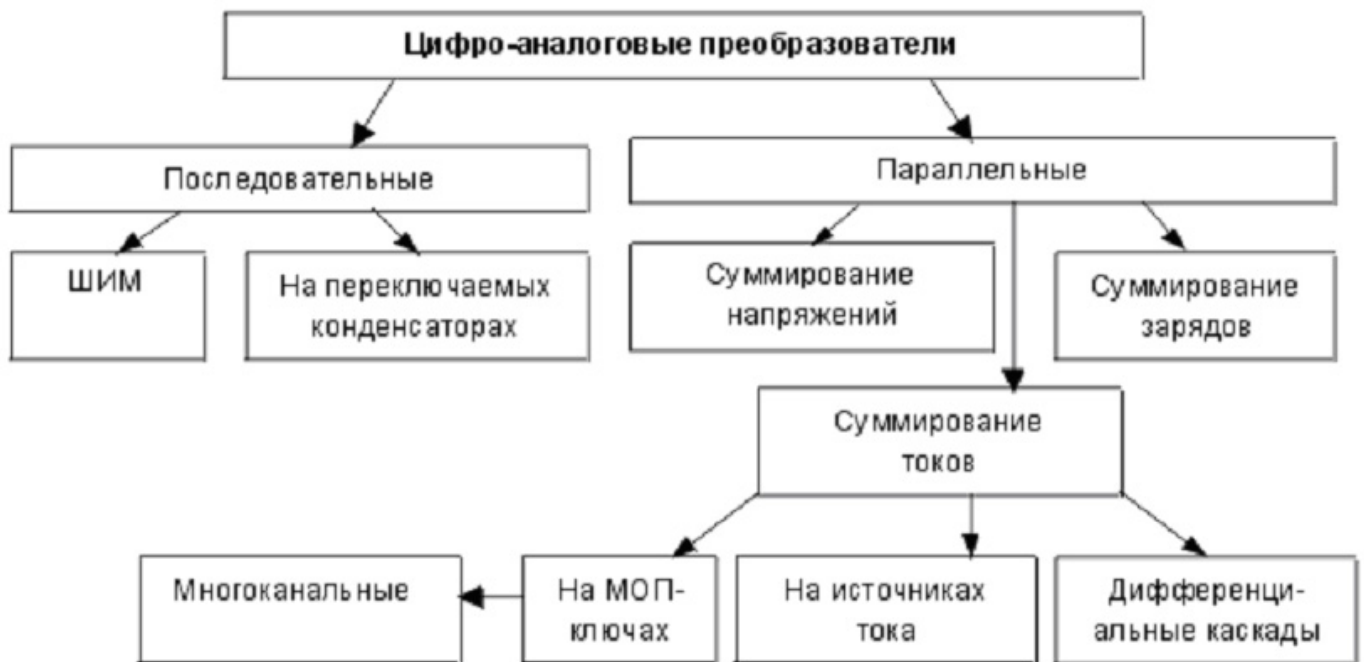 Цифро-аналоговые преобразователи
Последовательные
Параллельные
ШИМ
На переключаемых
конденсаторах
Суммирование
напряжений
Суммирование
зарядов
Суммирование
токов
Многоканальные
На МОП-
ключах
На источниках
тока
Дифференци-
альные каскады